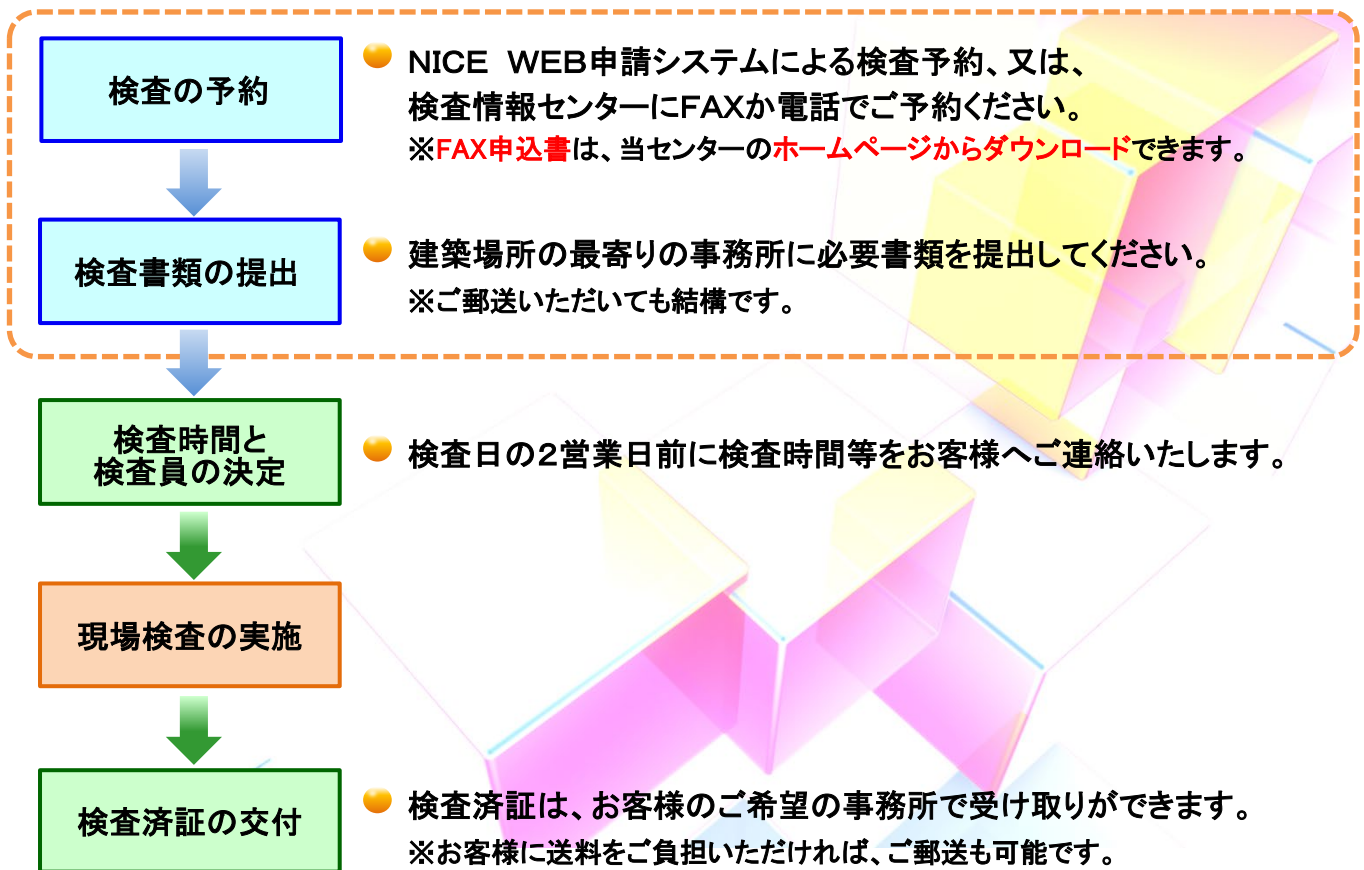 検査の予約
NICE WEB申請システムによる検査予約、又は、
検査情報センターにFAXか電話でご予約ください。
※FAX申込書は、当センターのホームページからダウンロードできます。
検査書類の提出
建築場所の最寄りの事務所に必要書類を提出してください。
※ご郵送いただいても結構です。
検査時間と
検査員の決定
検査日の2営業日前に検査時間等をお客様へご連絡いたします。
現場検査の実施
検査済証の交付
検査済証は、お客様のご希望の事務所で受け取りができます。
※お客様に送料をご負担いただければ、ご郵送も可能です。